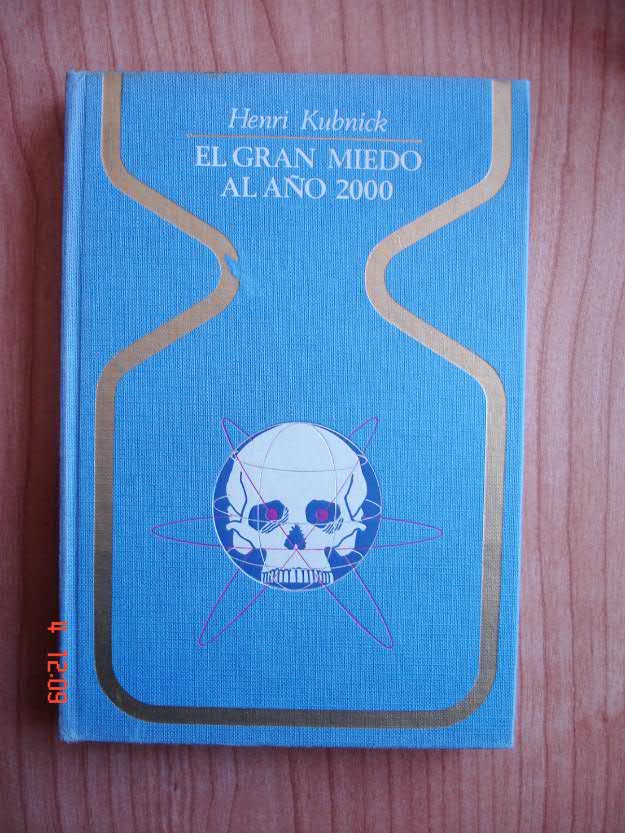 Henri Kubnick
EL GRAN MIEDO
AL AÑO 2000
4 12:09